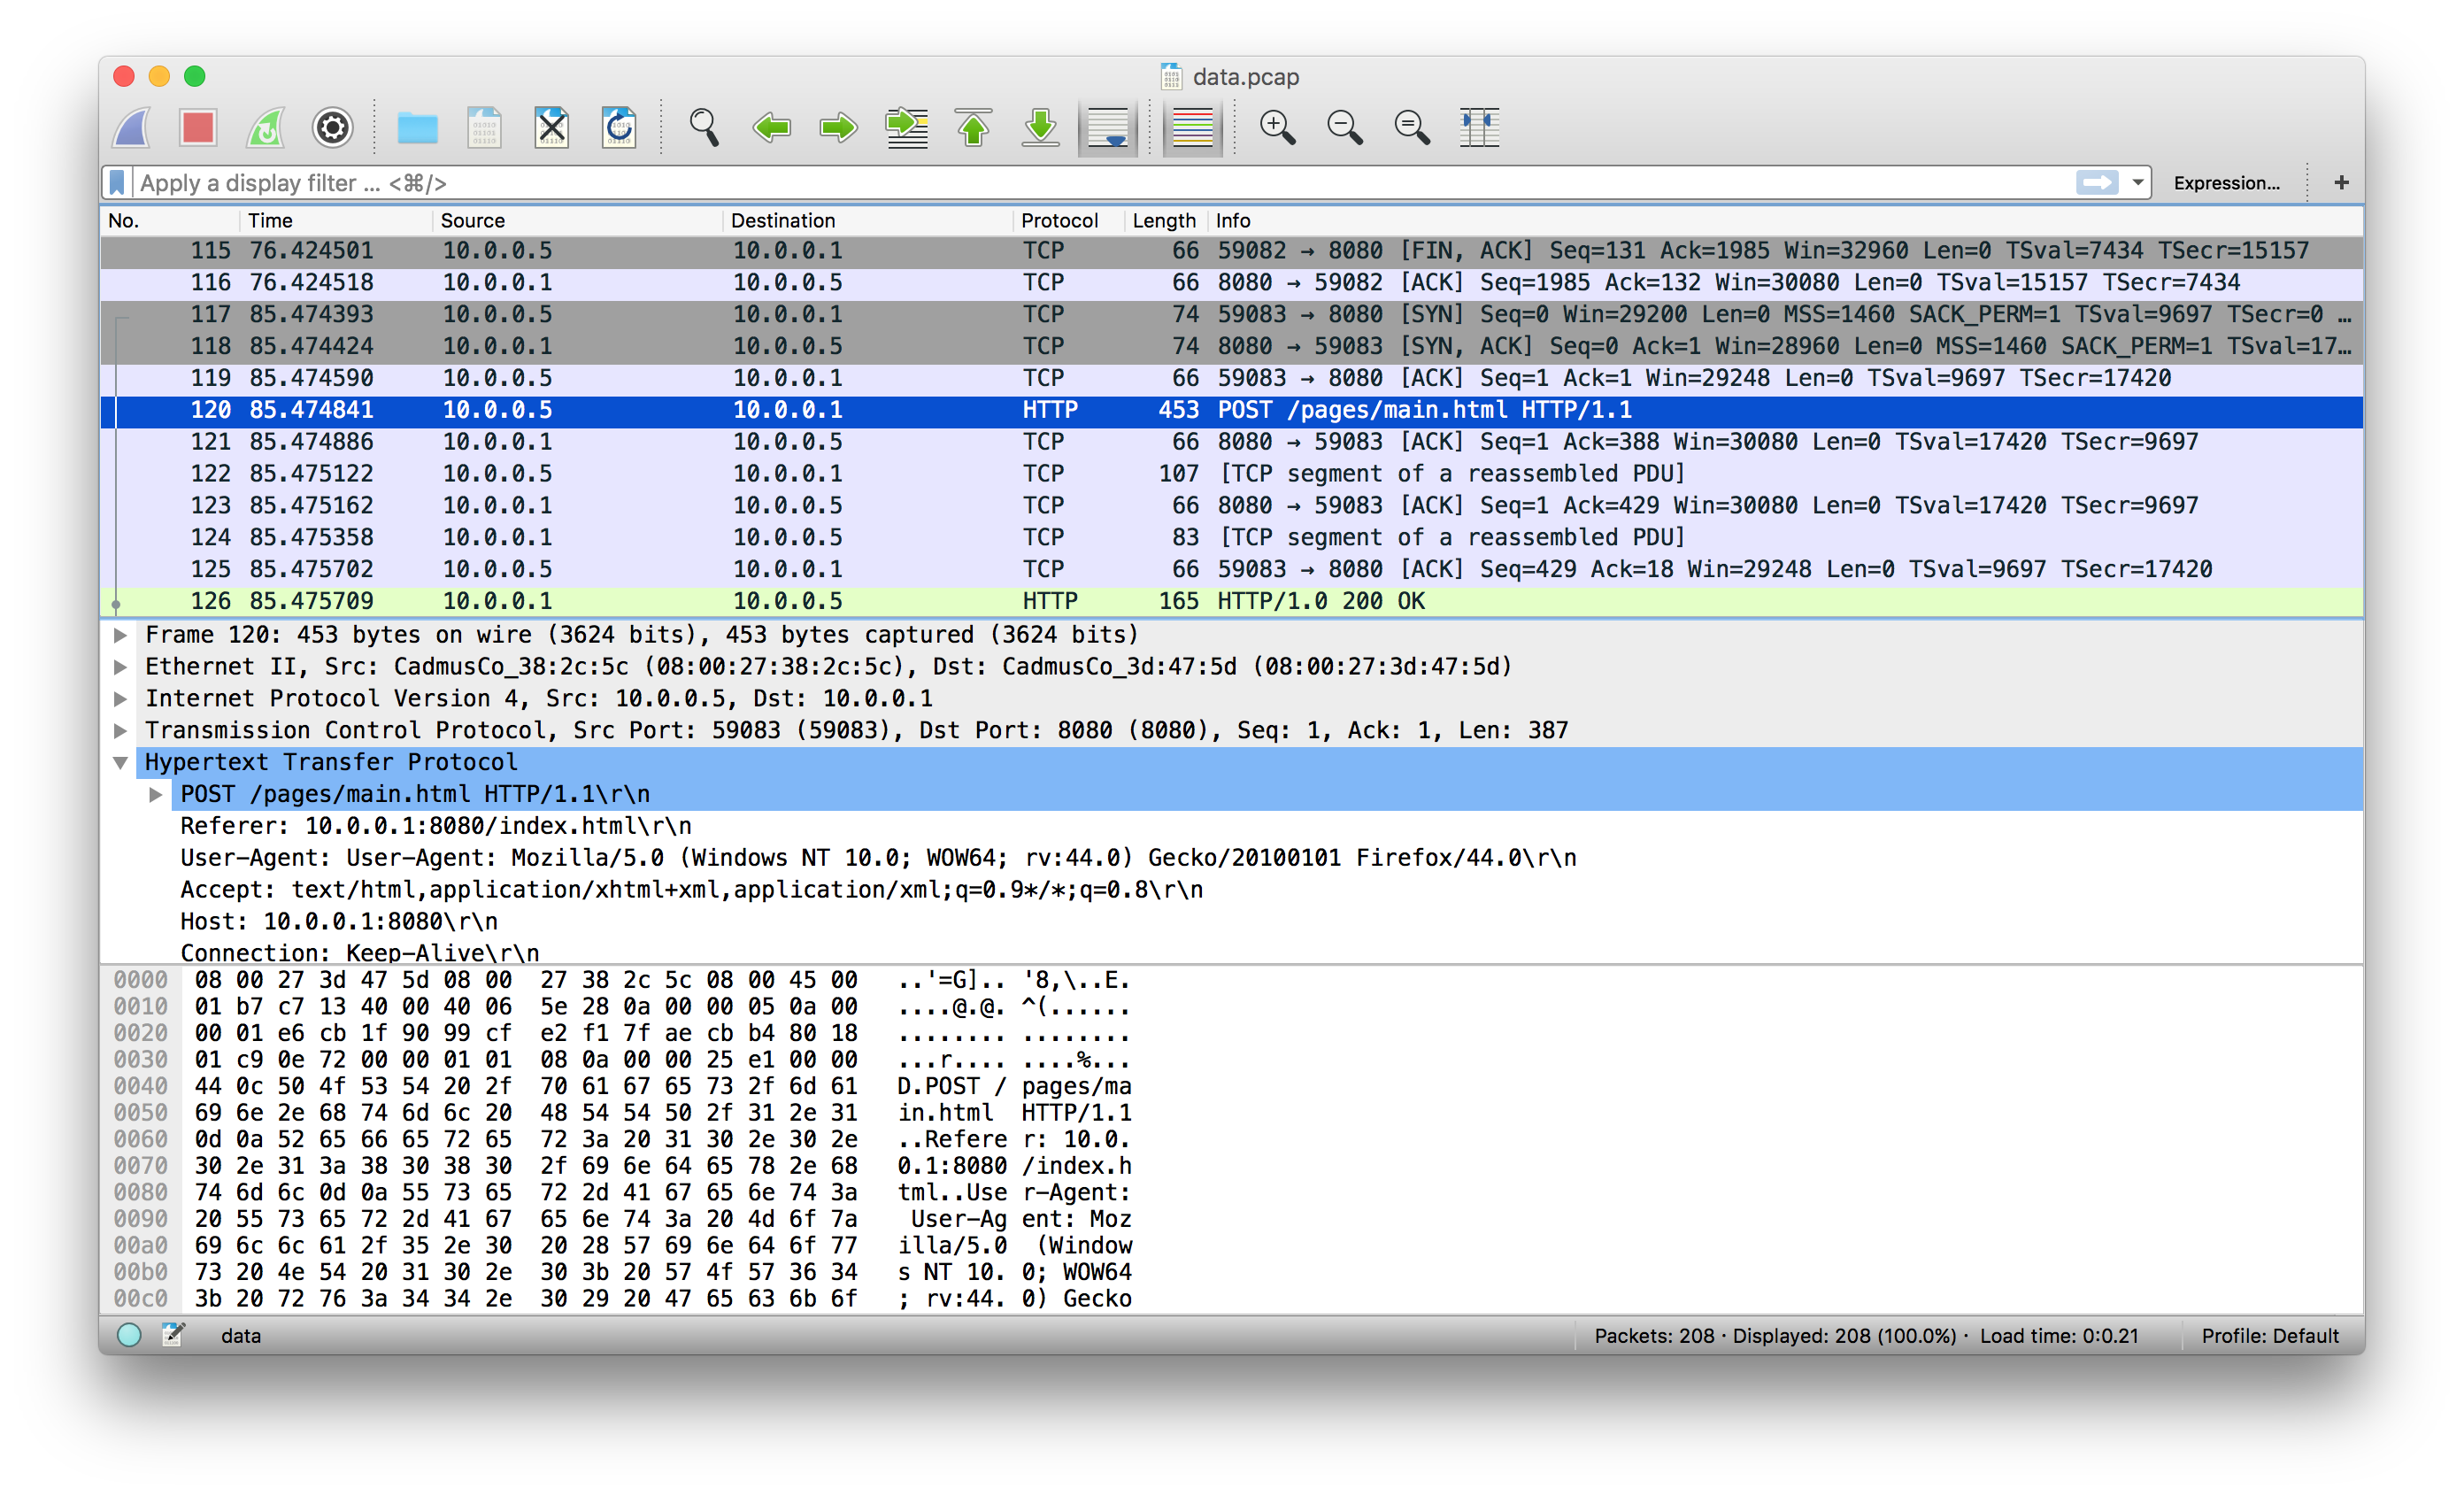 data.pcap
Apply a display filter ... <⌘/>
Expression...
+
No. Time Source Destination Protocol Length Info
115 76.424501 10.0.0.5 10.0.0.1 TCP 66 59082 → 8080 [FIN, ACK] Seq=131 Ack=1985 Win=32960 Len=0 TSval=7434 TSecr=15157
116 76.424518 10.0.0.1 10.0.0.5 TCP 66 8080 → 59082 [ACK] Seq=1985 Ack=132 Win=30080 Len=0 TSval=15157 TSecr=7434
117 85.474393 10.0.0.5 10.0.0.1 TCP 74 59083 → 8080 [SYN] Seq=0 Win=29200 Len=0 MSS=1460 SACK_PERM=1 TSval=9697 TSecr=0 …
118 85.474424 10.0.0.1 10.0.0.5 TCP 74 8080 → 59083 [SYN, ACK] Seq=0 Ack=1 Win=28960 Len=0 MSS=1460 SACK_PERM=1 TSval=17…
119 85.474590 10.0.0.5 10.0.0.1 TCP 66 59083 → 8080 [ACK] Seq=1 Ack=1 Win=29248 Len=0 TSval=9697 TSecr=17420
120 85.474841 10.0.0.5 10.0.0.1 HTTP 453 POST /pages/main.html HTTP/1.1
121 85.474886 10.0.0.1 10.0.0.5 TCP 66 8080 → 59083 [ACK] Seq=1 Ack=388 Win=30080 Len=0 TSval=17420 TSecr=9697
122 85.475122 10.0.0.5 10.0.0.1 TCP 107 [TCP segment of a reassembled PDU]
123 85.475162 10.0.0.1 10.0.0.5 TCP 66 8080 → 59083 [ACK] Seq=1 Ack=429 Win=30080 Len=0 TSval=17420 TSecr=9697
124 85.475358 10.0.0.1 10.0.0.5 TCP 83 [TCP segment of a reassembled PDU]
125 85.475702 10.0.0.5 10.0.0.1 TCP 66 59083 → 8080 [ACK] Seq=429 Ack=18 Win=29248 Len=0 TSval=9697 TSecr=17420
126 85.475709 10.0.0.1 10.0.0.5 HTTP 165 HTTP/1.0 200 OK
Frame 120: 453 bytes on wire (3624 bits), 453 bytes captured (3624 bits)
Ethernet II, Src: CadmusCo_38:2c:5c (08:00:27:38:2c:5c), Dst: CadmusCo_3d:47:5d (08:00:27:3d:47:5d)
Internet Protocol Version 4, Src: 10.0.0.5, Dst: 10.0.0.1
Transmission Control Protocol, Src Port: 59083 (59083), Dst Port: 8080 (8080), Seq: 1, Ack: 1, Len: 387
Hypertext Transfer Protocol
POST /pages/main.html HTTP/1.1\r\n
Referer: 10.0.0.1:8080/index.html\r\n
User-Agent: User-Agent: Mozilla/5.0 (Windows NT 10.0; WOW64; rv:44.0) Gecko/20100101 Firefox/44.0\r\n
Accept: text/html,application/xhtml+xml,application/xml;q=0.9*/*;q=0.8\r\n
Host: 10.0.0.1:8080\r\n
Connection: Keep-Alive\r\n
0000 08 00 27 3d 47 5d 08 00 27 38 2c 5c 08 00 45 00 ..'=G].. '8,\..E.
0010 01 b7 c7 13 40 00 40 06 5e 28 0a 00 00 05 0a 00 ....@.@. ^(......
0020 00 01 e6 cb 1f 90 99 cf e2 f1 7f ae cb b4 80 18 ........ ........
0030 01 c9 0e 72 00 00 01 01 08 0a 00 00 25 e1 00 00 ...r.... ....%...
0040 44 0c 50 4f 53 54 20 2f 70 61 67 65 73 2f 6d 61 D.POST / pages/ma
0050 69 6e 2e 68 74 6d 6c 20 48 54 54 50 2f 31 2e 31 in.html HTTP/1.1
0060 0d 0a 52 65 66 65 72 65 72 3a 20 31 30 2e 30 2e ..Refere r: 10.0.
0070 30 2e 31 3a 38 30 38 30 2f 69 6e 64 65 78 2e 68 0.1:8080 /index.h
0080 74 6d 6c 0d 0a 55 73 65 72 2d 41 67 65 6e 74 3a tml..Use r-Agent:
0090 20 55 73 65 72 2d 41 67 65 6e 74 3a 20 4d 6f 7a User-Ag ent: Moz
00a0 69 6c 6c 61 2f 35 2e 30 20 28 57 69 6e 64 6f 77 illa/5.0 (Window
00b0 73 20 4e 54 20 31 30 2e 30 3b 20 57 4f 57 36 34 s NT 10. 0; WOW64
00c0 3b 20 72 76 3a 34 34 2e 30 29 20 47 65 63 6b 6f ; rv:44. 0) Gecko
data
Packets: 208 · Displayed: 208 (100.0%) · Load time: 0:0.21
Profile: Default